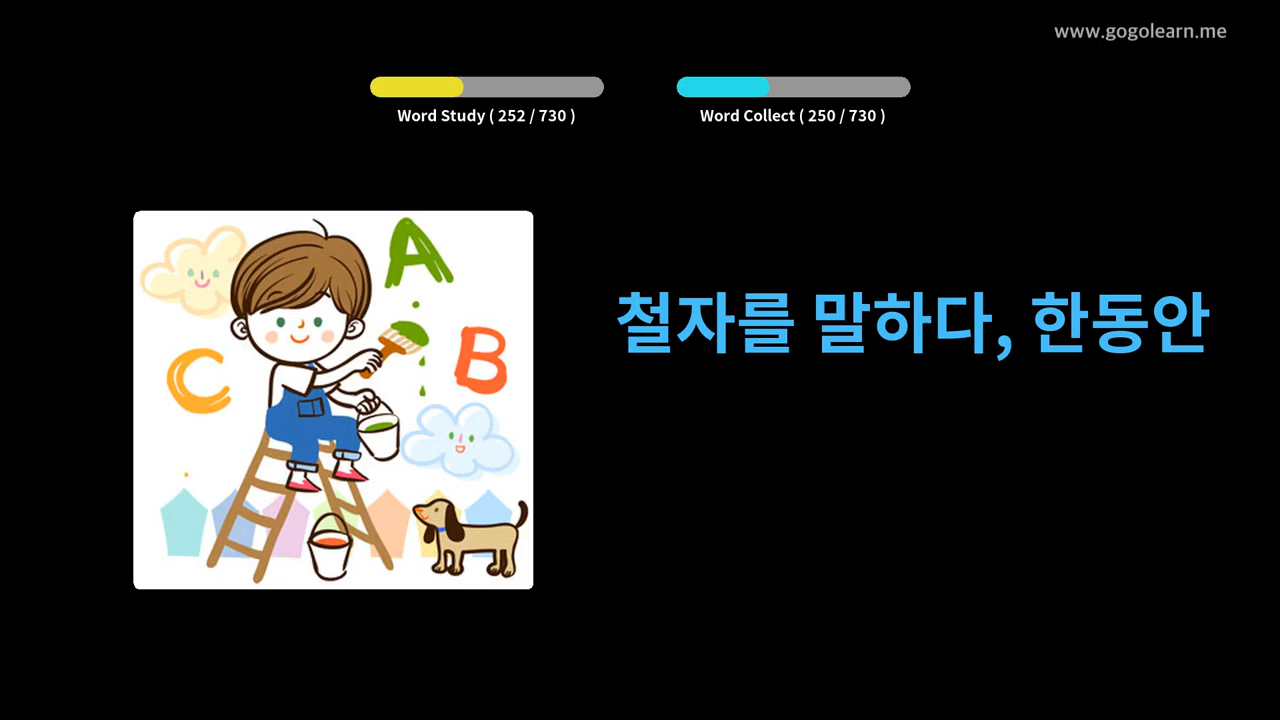 www.gogolearn.me
Word Study ( 252 / 730 )
Word Collect ( 250 / 730 )
A
B
C
철자를 말하다, 한동안